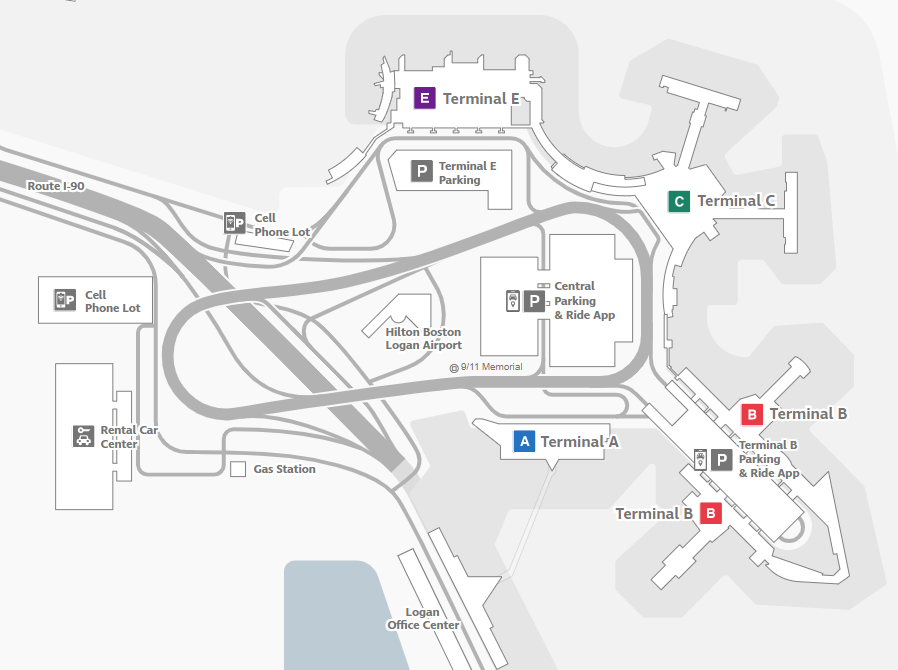 E Terminal E
P Terminal E
Parking
Route I-90
C Terminal C
P Cell
Phone Lot
P Cell
Phone Lot
P Central
Parking
& Ride App
Hilton Boston
Logan Airport
@ 9/11 Memorial
B Terminal B
A Terminal A
Rental Car
Center
P Terminal B
Parking
& Ride App
Gas Station
Terminal B B
Logan
Office Center